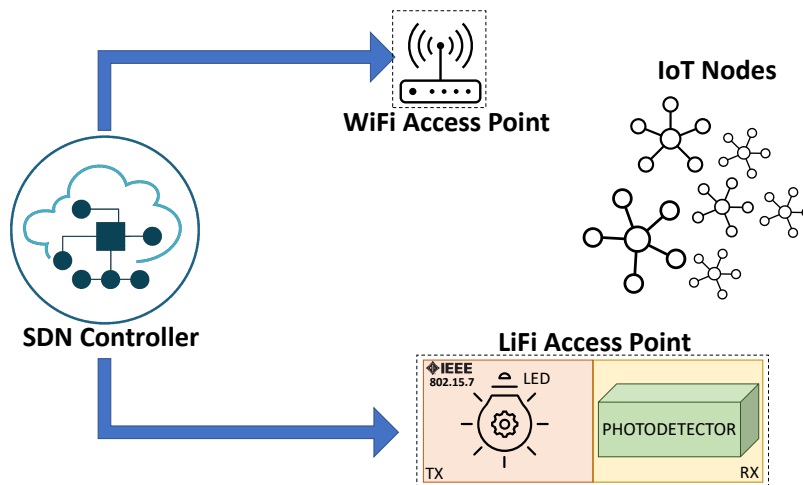 IoT Nodes
WiFi Access Point
SDN Controller
LiFi Access Point
IEEE
802.15.7
LED
PHOTODETECTOR
TX
RX